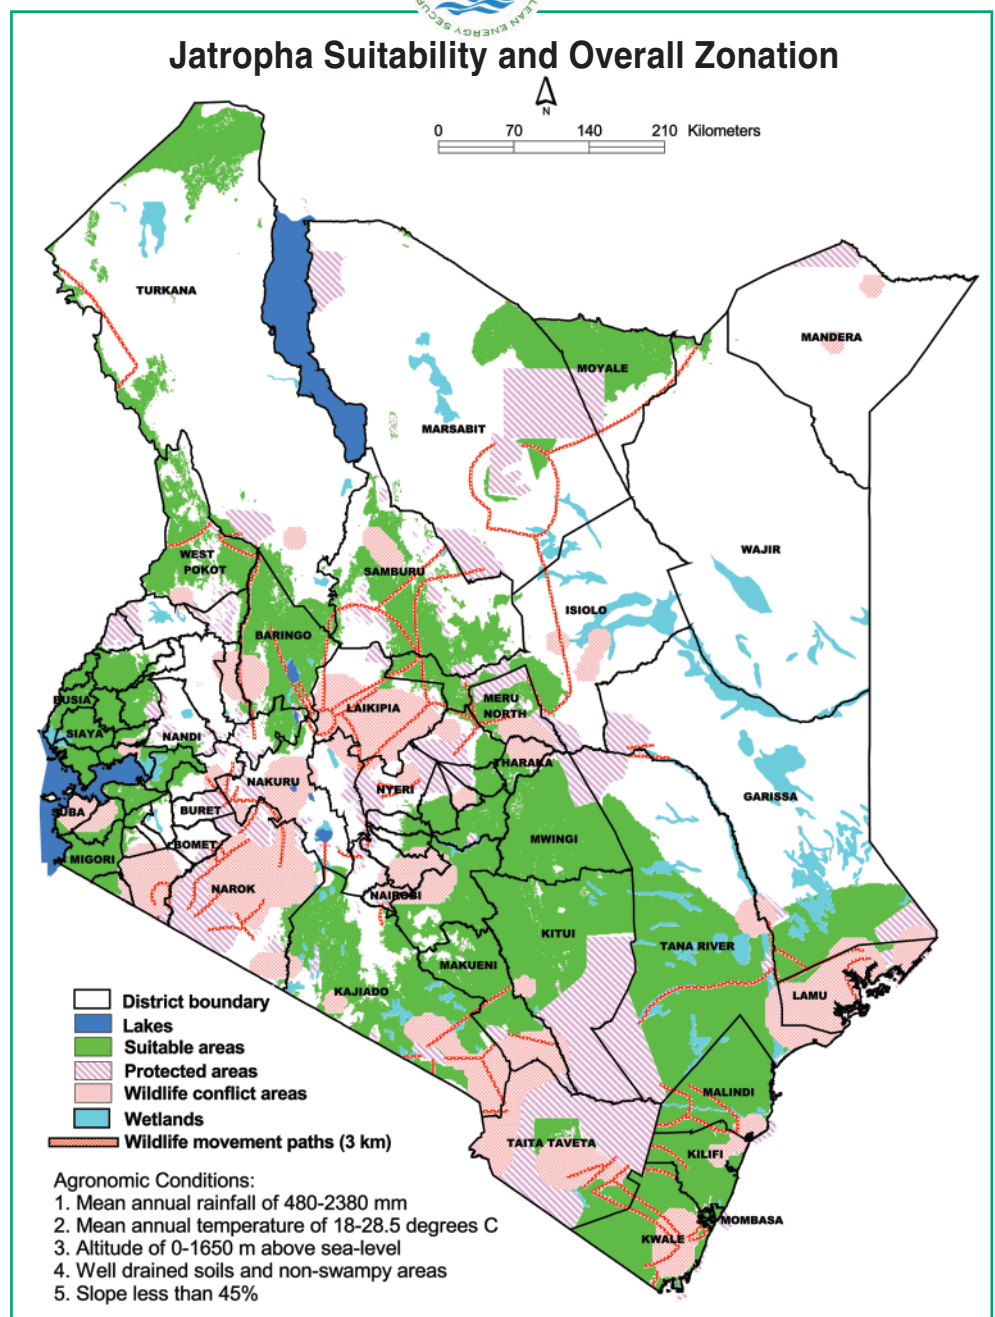 LEAN ENERGY SECUR
Jatropha Suitability and Overall Zonation
N
0 70 140 210 Kilometers
TURKANA
MANDERA
MOYALE
MARSABIT
WAJIR
WEST
POKOT
SAMBURU
ISIOLO
BARINGO
BUSIA
LAIKIPIA
MERU
NORTH
SIAYA
NANDI
THARAKA
NAKURU
NYERI
GARISSA
SUBA
BURET
MWINGI
BOMET
MIGORI
NAROK
NAIROBI
KITUI
TANA RIVER
MAKUENI
KAJIADO
LAMU
MALINDI
TAITA TAVETA
KILIFI
MOMBASA
KWALE
District boundary
Lakes
Suitable areas
Protected areas
Wildlife conflict areas
Wetlands
Wildlife movement paths (3 km)
Agronomic Conditions:
1. Mean annual rainfall of 480-2380 mm
2. Mean annual temperature of 18-28.5 degrees C
3. Altitude of 0-1650 m above sea-level
4. Well drained soils and non-swampy areas
5. Slope less than 45%